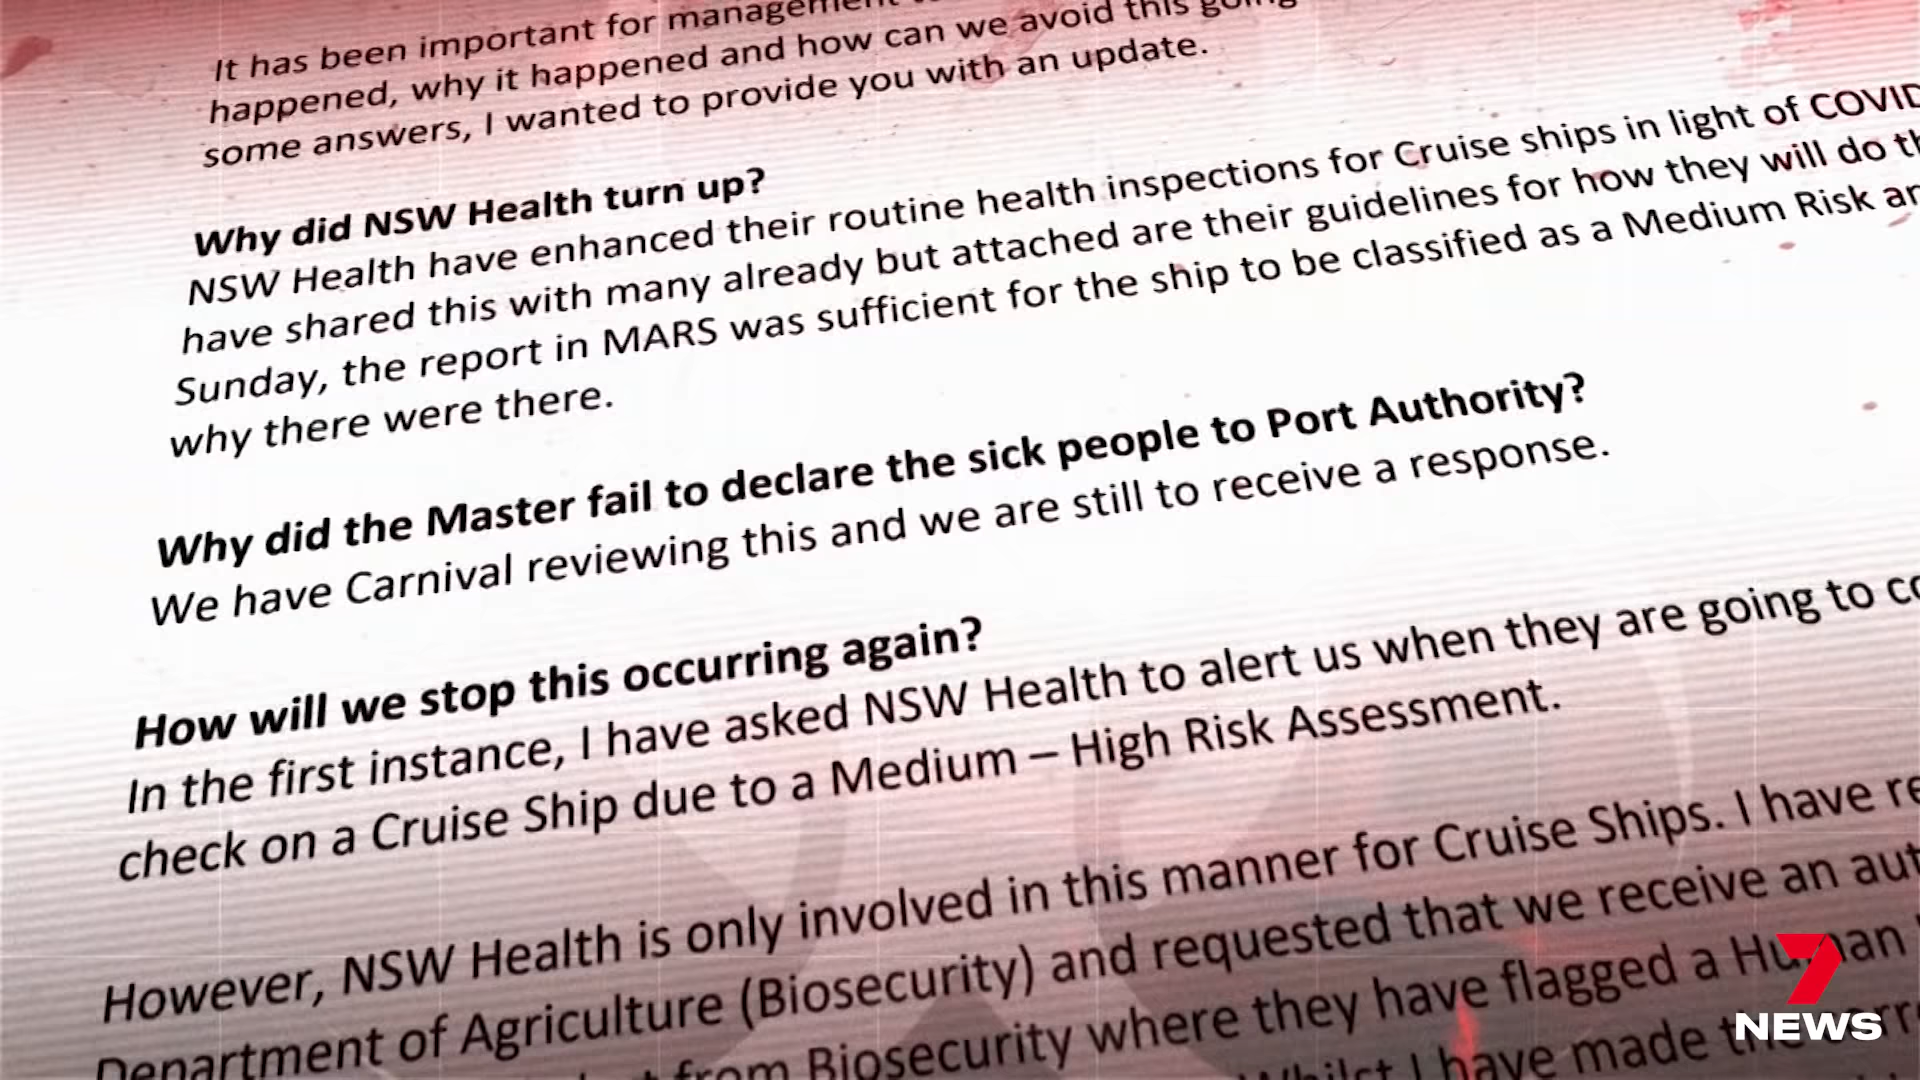 It has been important for management
happened, why it happened and how can we avoid this going
some answers, I wanted to provide you with an update.
Why did NSW Health turn up?
NSW Health have enhanced their routine health inspections for Cruise ships in light of COVID
have shared this with many already but attached are their guidelines for how they will do
Sunday, the report in MARS was sufficient for the ship to be classified as a Medium Risk
why there were there.
Why did the Master fail to declare the sick people to Port Authority?
We have Carnival reviewing this and we are still to receive a response.
How will we stop this occurring again?
In the first instance, I have asked NSW Health to alert us when they are going to
check on a Cruise Ship due to a Medium – High Risk Assessment.
However, NSW Health is only involved in this manner for Cruise Ships. I have
Department of Agriculture (Biosecurity) and requested that we receive an
from Biosecurity where they have flagged a Human
Whilst I have made
7
NEWS